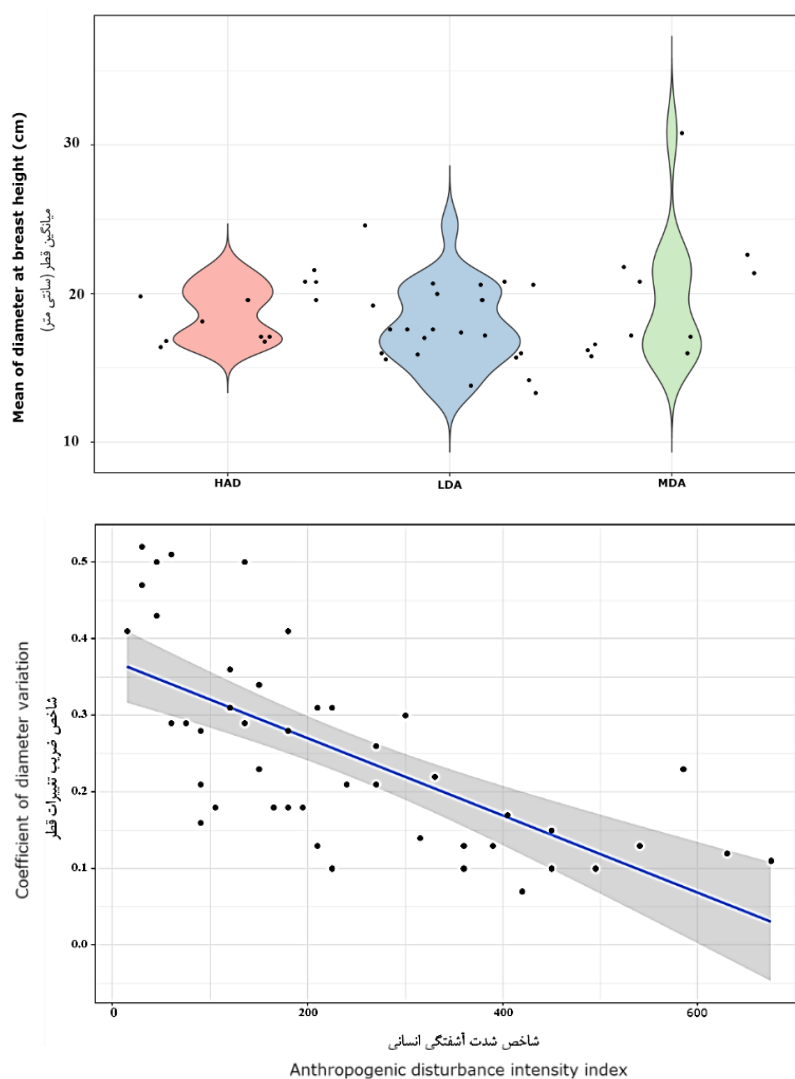 Mean of diameter at breast height (cm)
میانگین قطر (سانتی متر)
30
20
10
HAD
LDA
MDA
Coefficient of diameter variation
شاخص ضریب تغییرات قطر
0.5
0.4
0.3
0.2
0.1
0.0
0
200
400
600
شاخص شدت آشفتگی انسانی
Anthropogenic disturbance intensity index